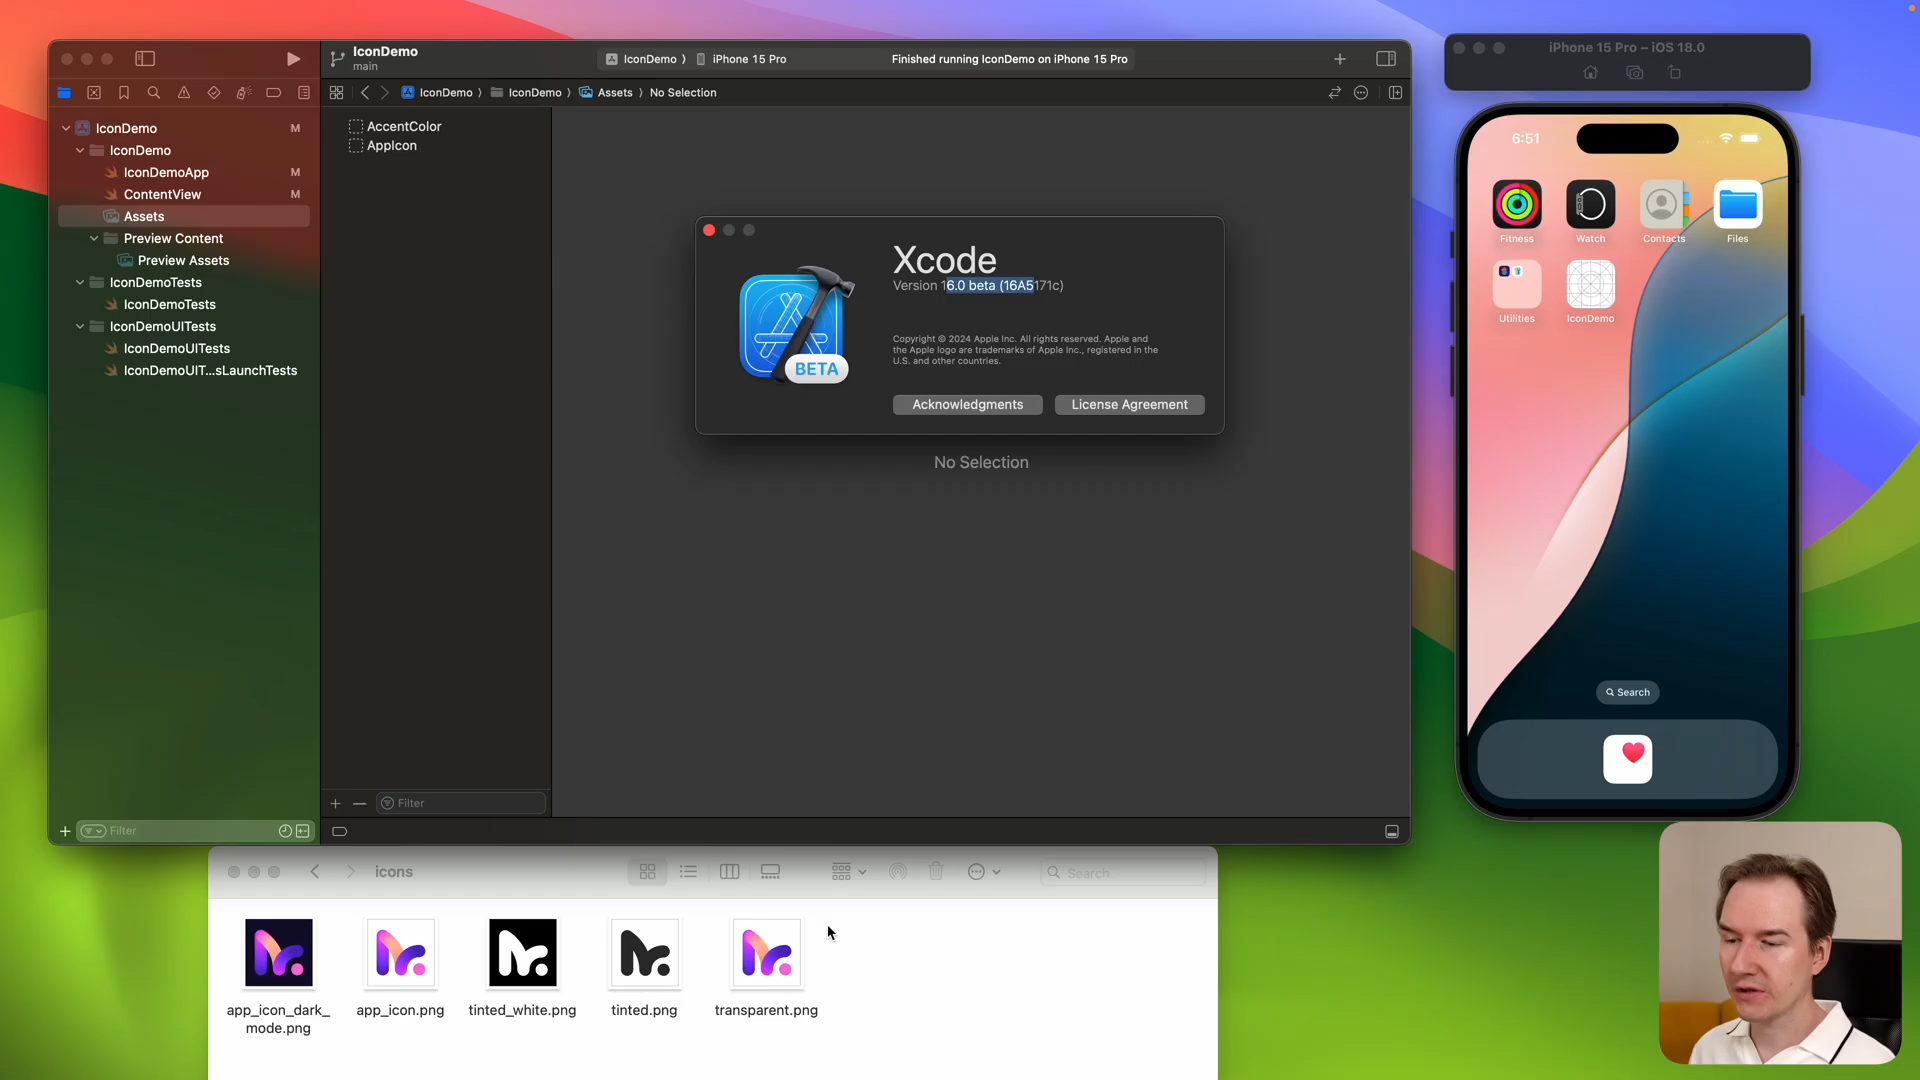 IconDemo
main
IconDemo
iPhone 15 Pro
Finished running IconDemo on iPhone 15 Pro
IconDemo
IconDemo
Assets
No Selection
IconDemo
M
IconDemo
IconDemoApp
M
ContentView
M
Assets
Preview Content
Preview Assets
IconDemoTests
IconDemoTests
IconDemoUITests
IconDemoUITests
IconDemoUIT...sLaunchTests
Filter
AccentColor
AppIcon
Filter
Xcode
Version 16.0 beta (16A5171c)
BETA
Copyright © 2024 Apple Inc. All rights reserved. Apple and
the Apple logo are trademarks of Apple Inc., registered in the
U.S. and other countries.
Acknowledgments
License Agreement
No Selection
iPhone 15 Pro – iOS 18.0
6:51
Fitness
Watch
Contacts
Files
Utilities
IconDemo
Search
icons
Search
app_icon_dark_
mode.png
app_icon.png
tinted_white.png
tinted.png
transparent.png